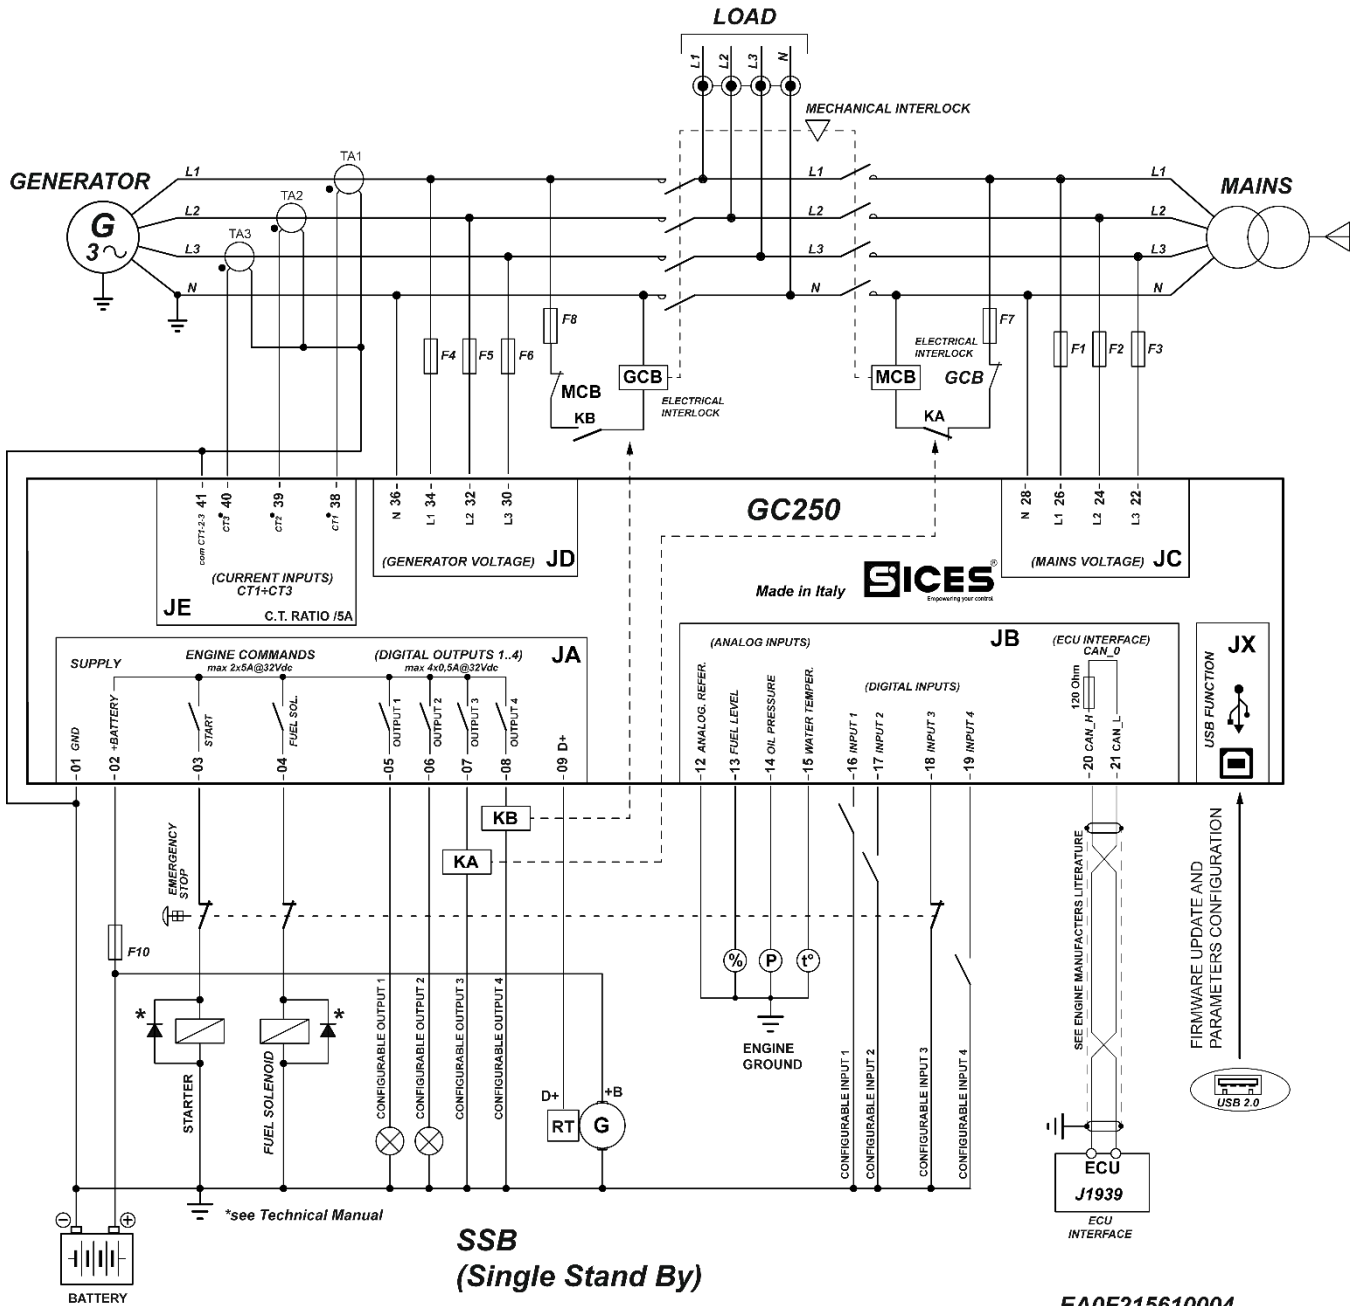 LOAD
L1
L2
L3
N
MECHANICAL INTERLOCK
GENERATOR
G
3
L1
L2
L3
N
TA1
TA2
TA3
L1
L2
L3
N
L1
L2
L3
N
MAINS
F8
F7
F4
F5
F6
F1
F2
F3
MCB
KB
GCB
ELECTRICAL
INTERLOCK
ELECTRICAL
INTERLOCK
MCB
GCB
KA
com CT1-2-3 41
CT3 40
CT2 39
CT1 38
(CURRENT INPUTS)
CT1÷CT3
JE
C.T. RATIO /5A
N 36
L1 34
L2 32
L3 30
(GENERATOR VOLTAGE)
JD
GC250
Made in Italy
SICES
®
Empowering your control
N 28
L1 26
L2 24
L3 22
(MAINS VOLTAGE)
JC
SUPPLY
ENGINE COMMANDS
max 2x5A@32Vdc
(DIGITAL OUTPUTS 1..4)
max 4x0,5A@32Vdc
JA
01 GND
02 +BATTERY
03 START
04 FUEL SOL.
05 OUTPUT 1
06 OUTPUT 2
07 OUTPUT 3
08 OUTPUT 4
09 D+
(ANALOG INPUTS)
JB
(DIGITAL INPUTS)
(ECU INTERFACE)
CAN_0
120 Ohm
12 ANALOG. REFER.
13 FUEL LEVEL
14 OIL PRESSURE
15 WATER TEMPER.
16 INPUT 1
17 INPUT 2
18 INPUT 3
19 INPUT 4
20 CAN_H
21 CAN_L
JX
USB FUNCTION
KB
KA
EMERGENCY
STOP
F10
*
*
STARTER
FUEL SOLENOID
CONFIGURABLE OUTPUT 1
CONFIGURABLE OUTPUT 2
CONFIGURABLE OUTPUT 3
CONFIGURABLE OUTPUT 4
D+
+B
RT
G
%
P
t°
ENGINE
GROUND
CONFIGURABLE INPUT 1
CONFIGURABLE INPUT 2
CONFIGURABLE INPUT 3
CONFIGURABLE INPUT 4
SEE ENGINE MANUFACTERS LITERATURE
FIRMWARE UPDATE AND
PARAMETERS CONFIGURATION
USB 2.0
ECU
J1939
ECU
INTERFACE
*see Technical Manual
BATTERY
SSB
(Single Stand By)
EA0F215610004